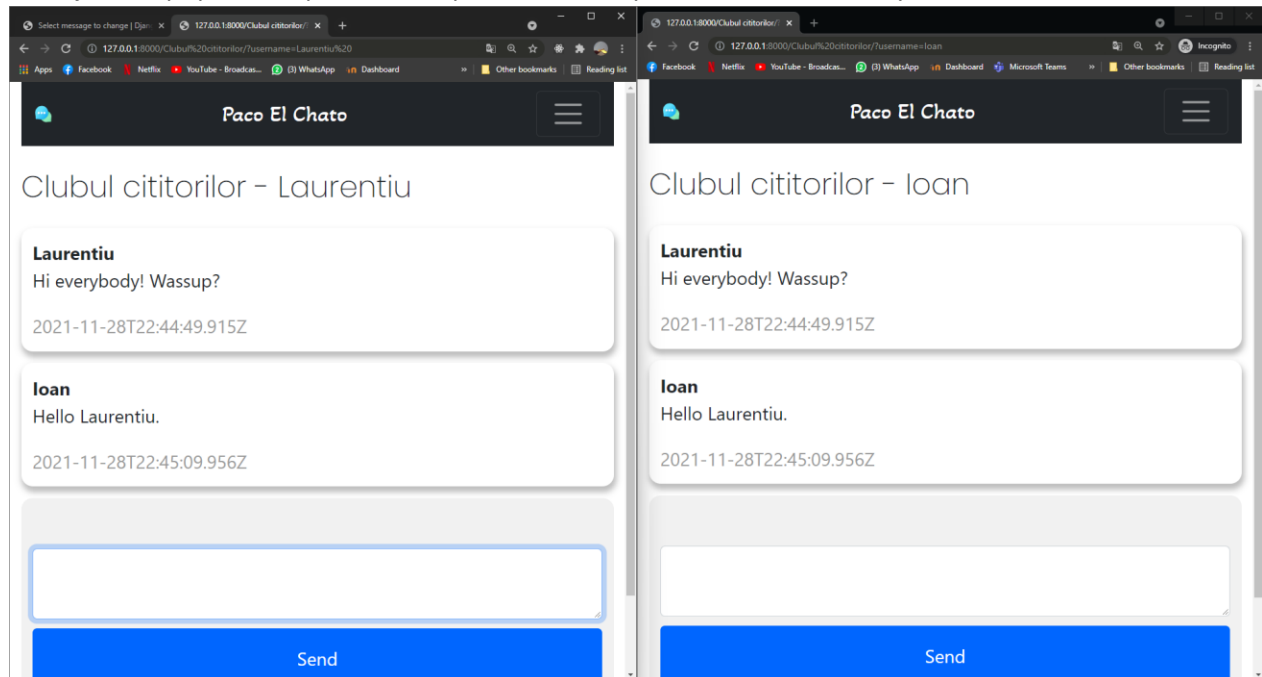 Select message to change | Djan
127.0.0.1:8000/Clubul cititorilor/?
127.0.0.1:8000/Clubul%20cititorilor/?username=Laurentiu%20
Apps Facebook Netflix YouTube - Broadcas... (3) WhatsApp Dashboard » Other bookmarks Reading list
Paco El Chato
Clubul cititorilor - Laurentiu
Laurentiu
Hi everybody! Wassup?
2021-11-28T22:44:49.915Z
Ioan
Hello Laurentiu.
2021-11-28T22:45:09.956Z
Send
127.0.0.1:8000/Clubul cititorilor/?
127.0.0.1:8000/Clubul%20cititorilor/?username=Ioan
Incognito
Facebook Netflix YouTube - Broadcas... (3) WhatsApp Dashboard Microsoft Teams » Other bookmarks Reading list
Paco El Chato
Clubul cititorilor - Ioan
Laurentiu
Hi everybody! Wassup?
2021-11-28T22:44:49.915Z
Ioan
Hello Laurentiu.
2021-11-28T22:45:09.956Z
Send